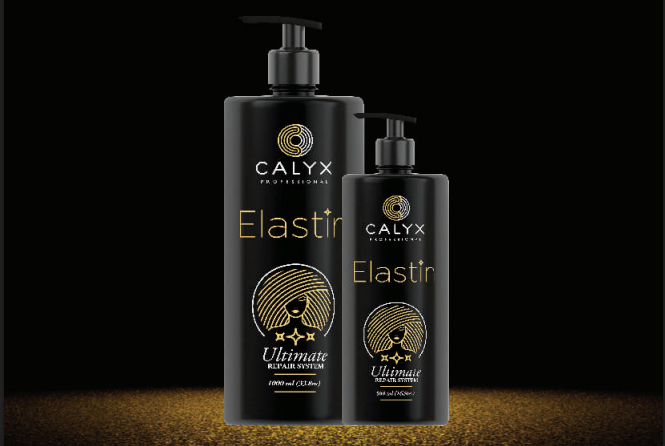 CALYX
PROFESSIONAL
Elastin
Ultimate
REPAIR SYSTEM
1000 ml (33.8oz)
CALYX
PROFESSIONAL
Elastin
Ultimate
REPAIR SYSTEM